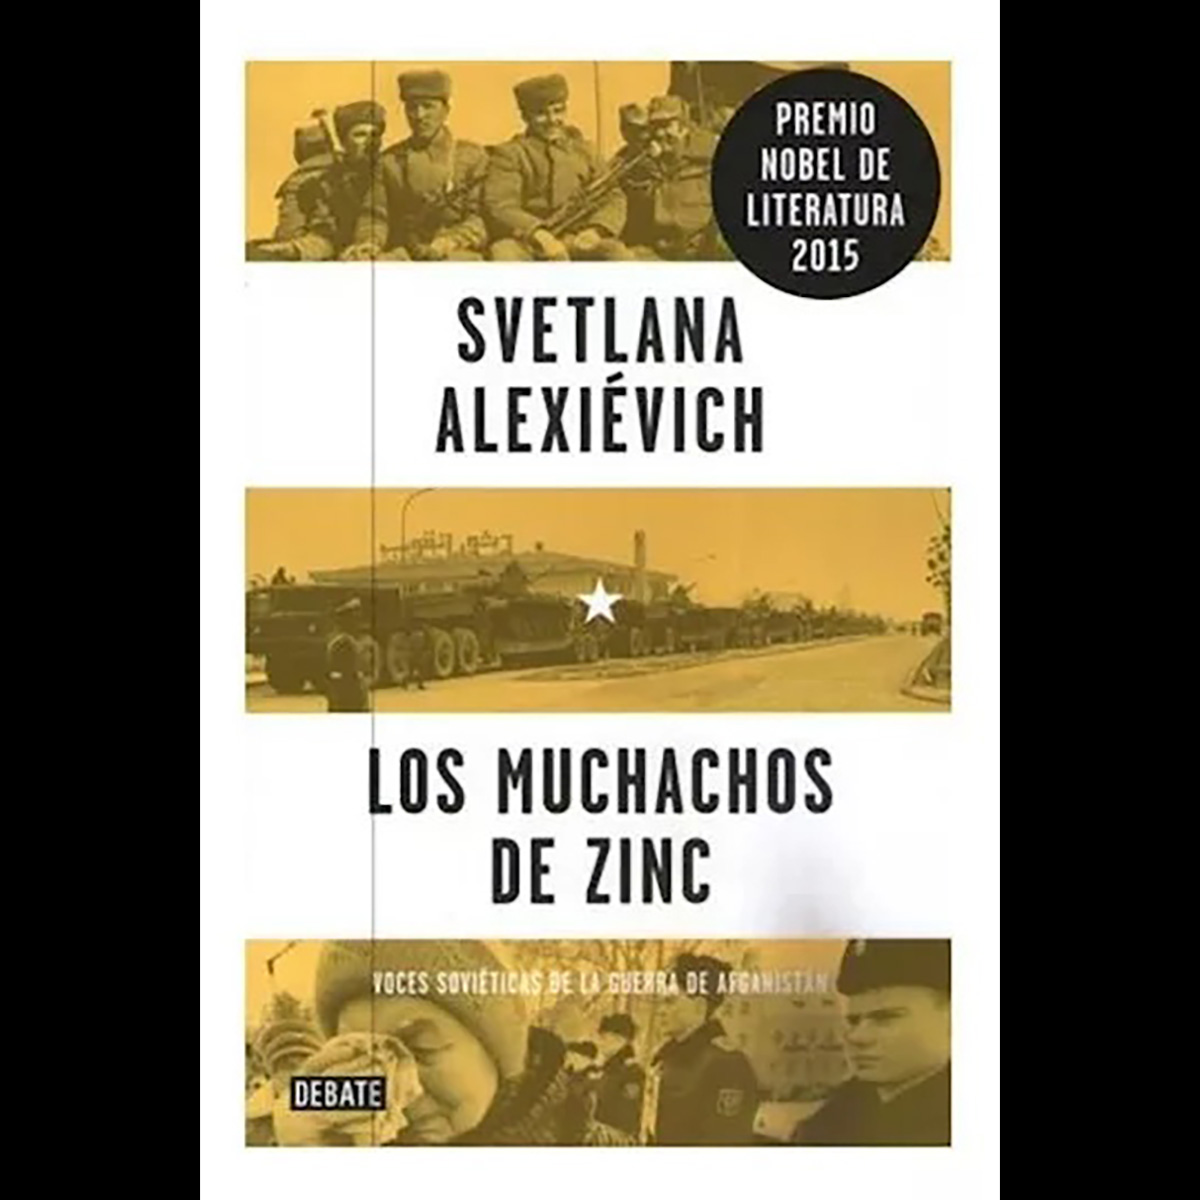 PREMIO
NOBEL DE
LITERATURA
2015
SVETLANA
ALEXIÉVICH
LOS MUCHACHOS
DE ZINC
VOCES SOVIÉTICAS DE LA GUERRA DE AFGANISTÁN
DEBATE